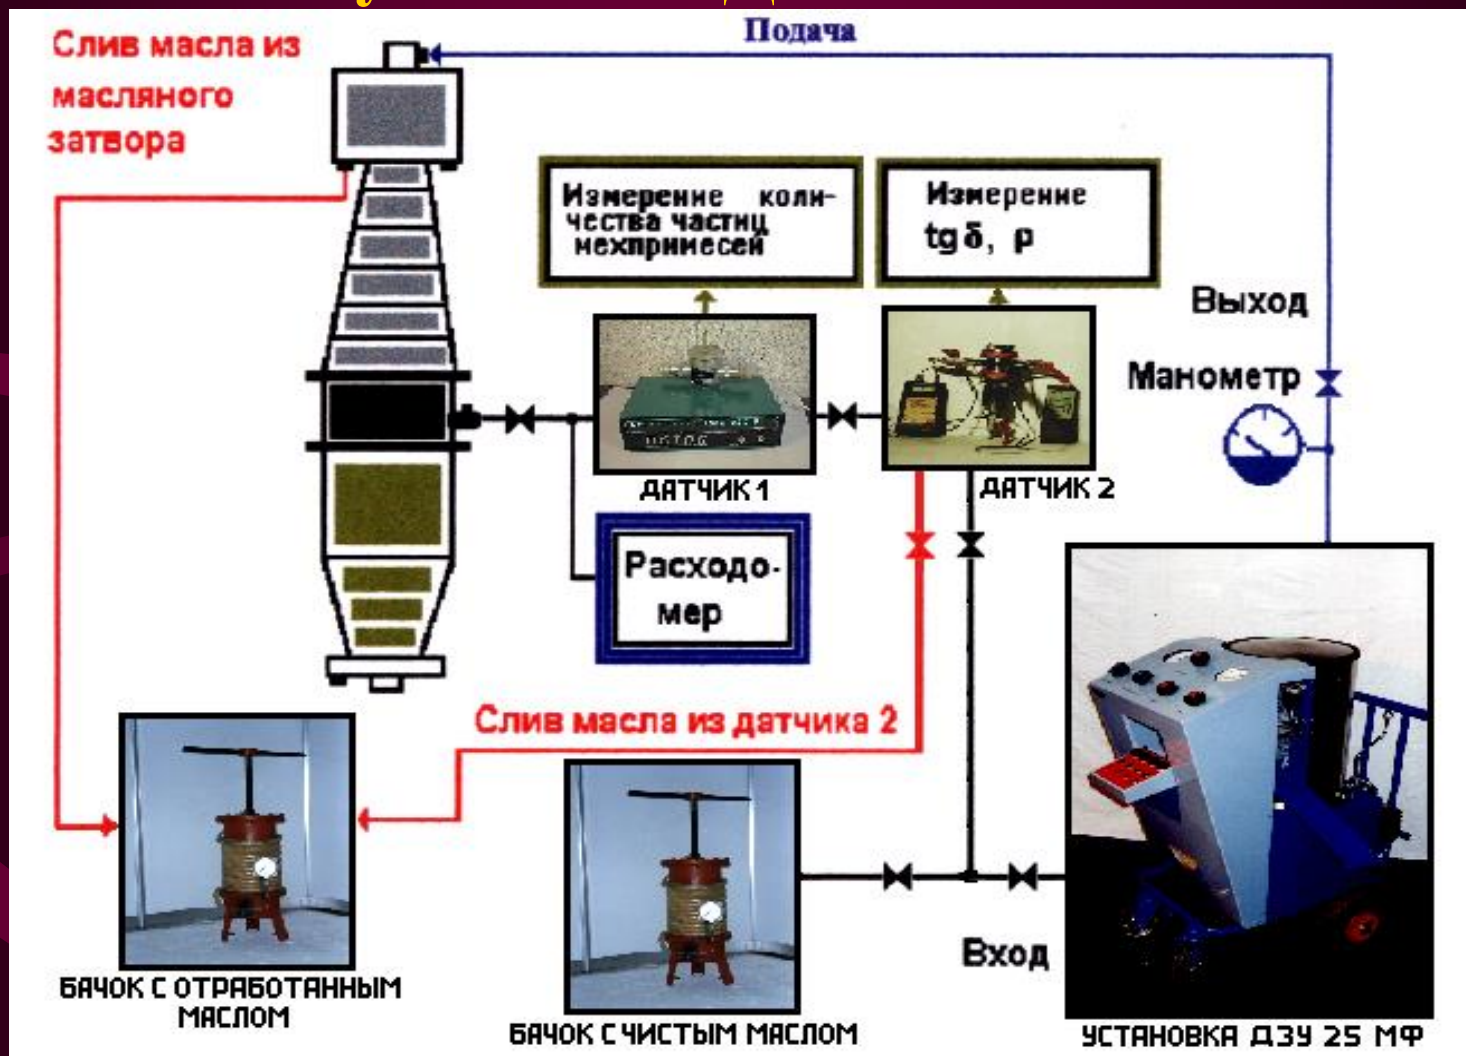 Подача
Слив масла из
масляного
затвора
Измерение коли-
чества частиц
мехпримесей
Измерение
tg δ, ρ
Выход
Манометр
ДАТЧИК 1
ДАТЧИК 2
Расходо-
мер
Слив масла из датчика 2
Вход
БАЧОК С ОТРАБОТАННЫМ
МАСЛОМ
БАЧОК С ЧИСТЫМ МАСЛОМ
УСТАНОВКА ДЗУ 25 МФ